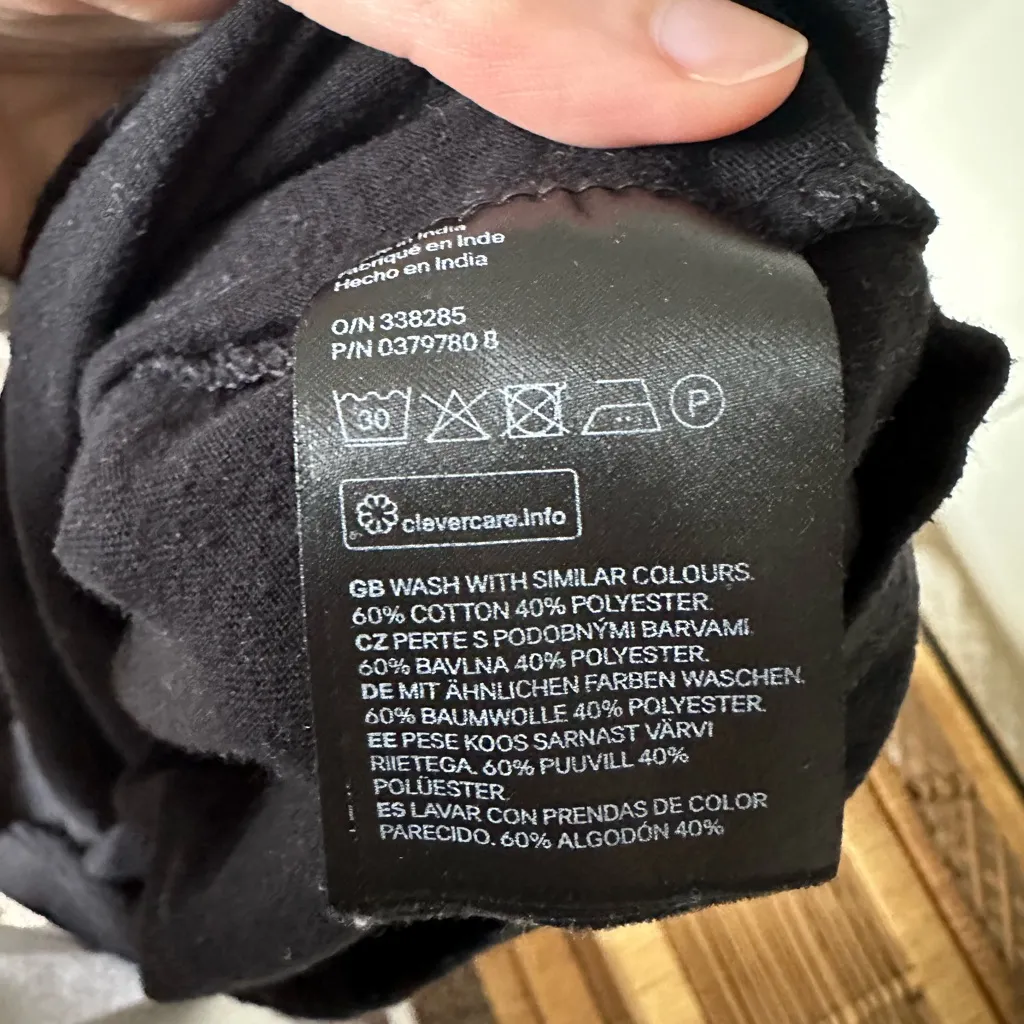 in India
Fabriqué en Inde
Hecho en India
O/N 338285
P/N 0379780 8
30
P
clevercare.info
GB WASH WITH SIMILAR COLOURS.
60% COTTON 40% POLYESTER.
CZ PERTE S PODOBNÝMI BARVAMI.
60% BAVLNA 40% POLYESTER.
DE MIT ÄHNLICHEN FARBEN WASCHEN.
60% BAUMWOLLE 40% POLYESTER.
EE PESE KOOS SARNAST VÄRVI
RIIETEGA. 60% PUUVILL 40%
POLÜESTER.
ES LAVAR CON PRENDAS DE COLOR
PARECIDO. 60% ALGODÓN 40%